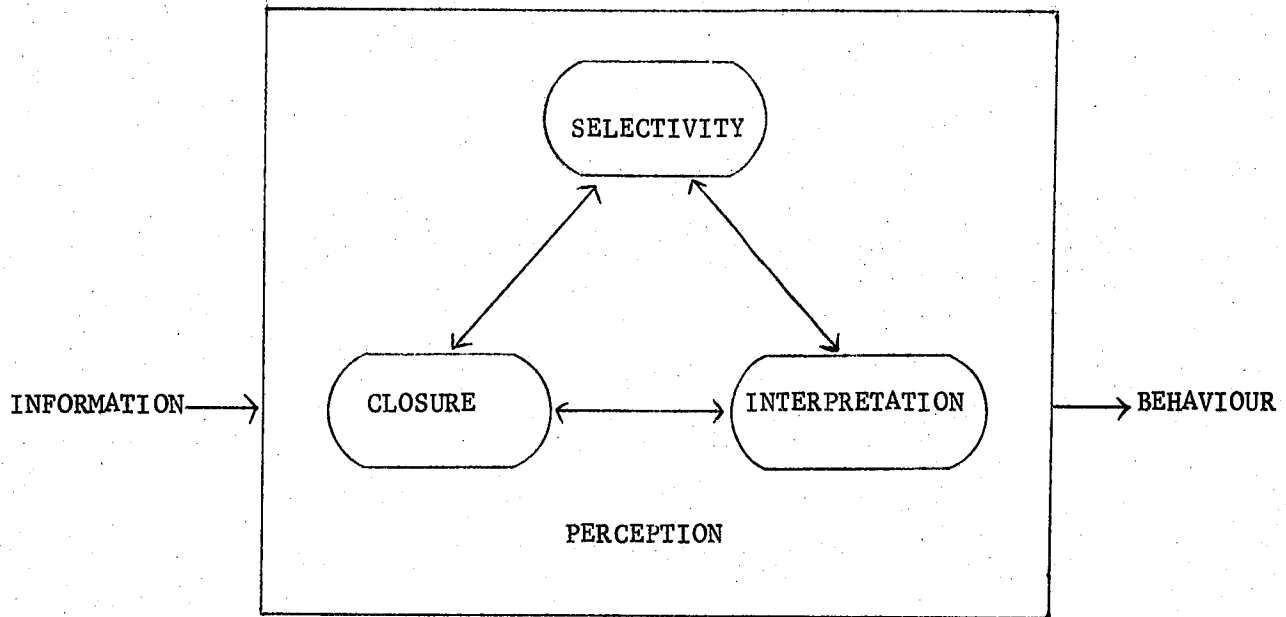 SELECTIVITY
INFORMATION
CLOSURE
INTERPRETATION
BEHAVIOUR
PERCEPTION